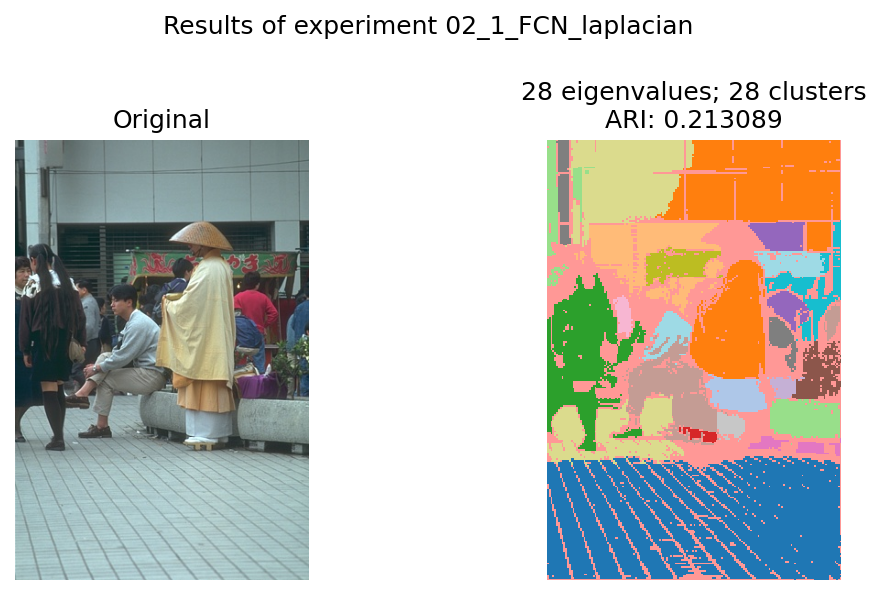 Results of experiment 02_1_FCN_laplacian
Original
28 eigenvalues; 28 clusters
ARI: 0.213089